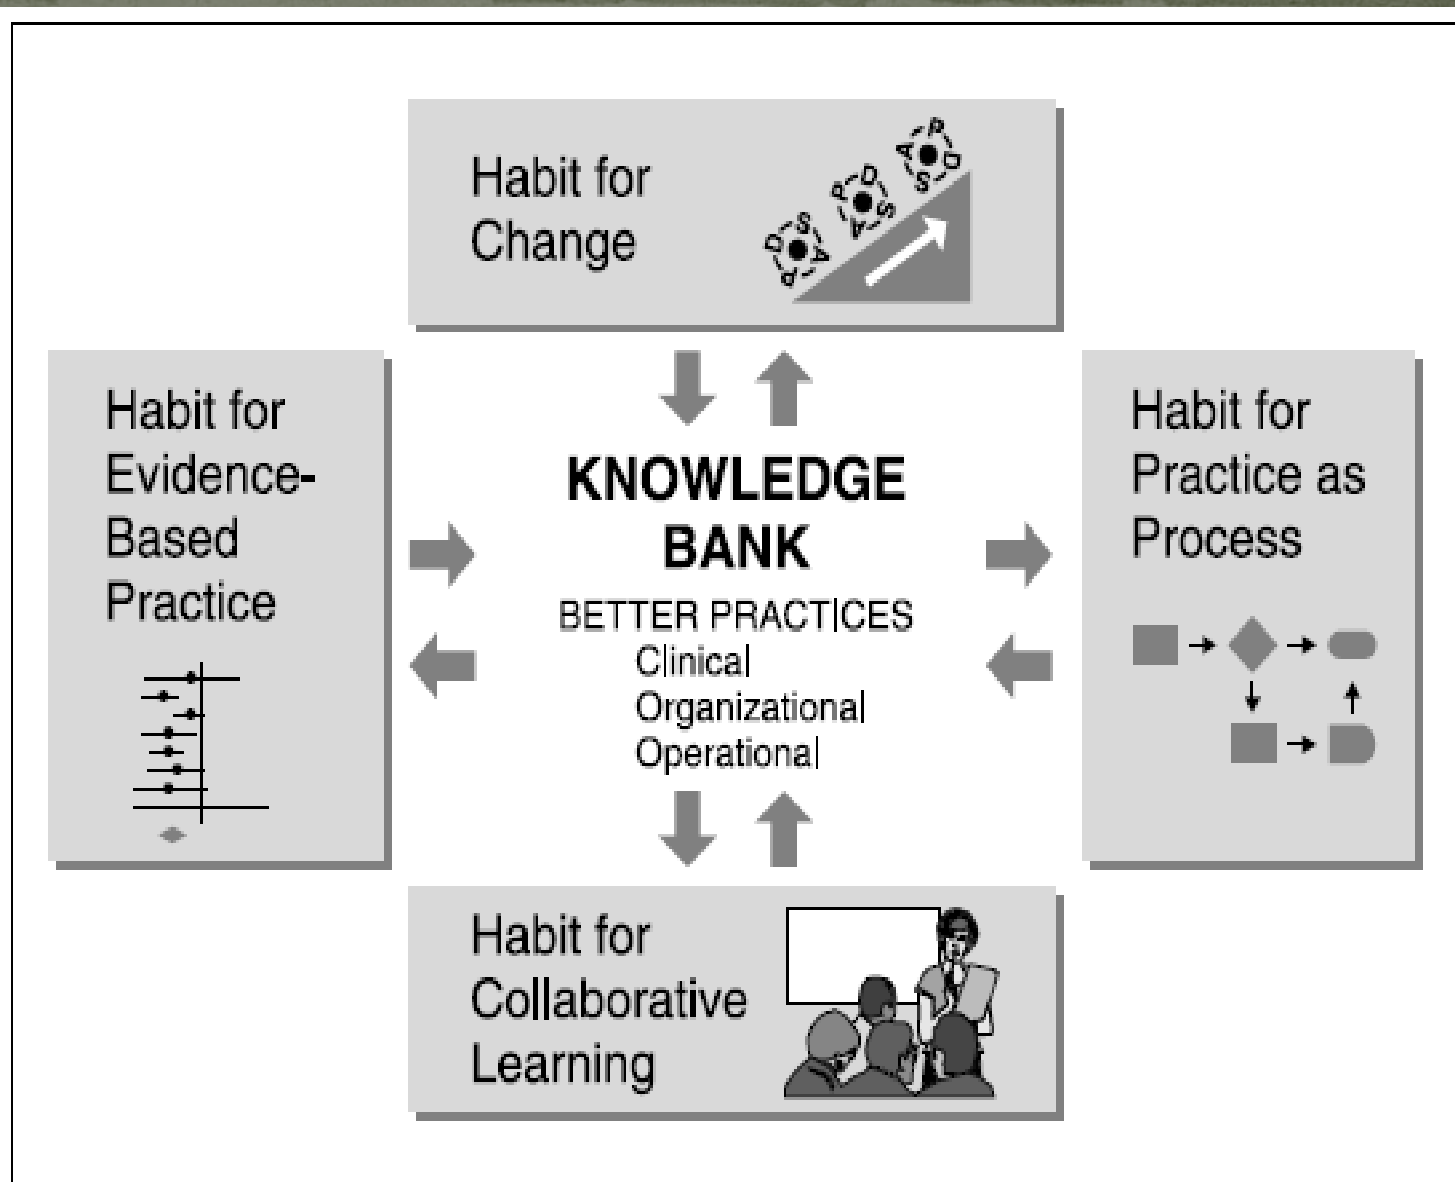 Habit for
Change
P D S A
P D S A
P D S A
Habit for
Evidence-
Based
Practice
KNOWLEDGE
BANK
BETTER PRACTICES
Clinical
Organizational
Operational
Habit for
Practice as
Process
Habit for
Collaborative
Learning